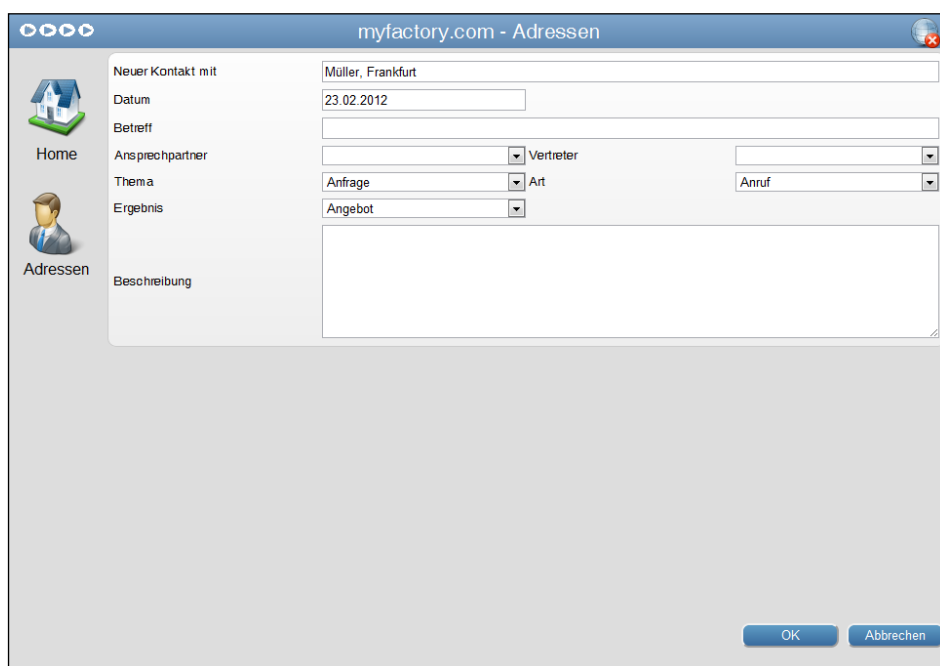 myfactory.com - Adressen
Home
Adressen
Neuer Kontakt mit Müller, Frankfurt
Datum 23.02.2012
Betreff
Ansprechpartner Vertreter
Thema Anfrage Art Anruf
Ergebnis Angebot
Beschreibung
OK Abbrechen